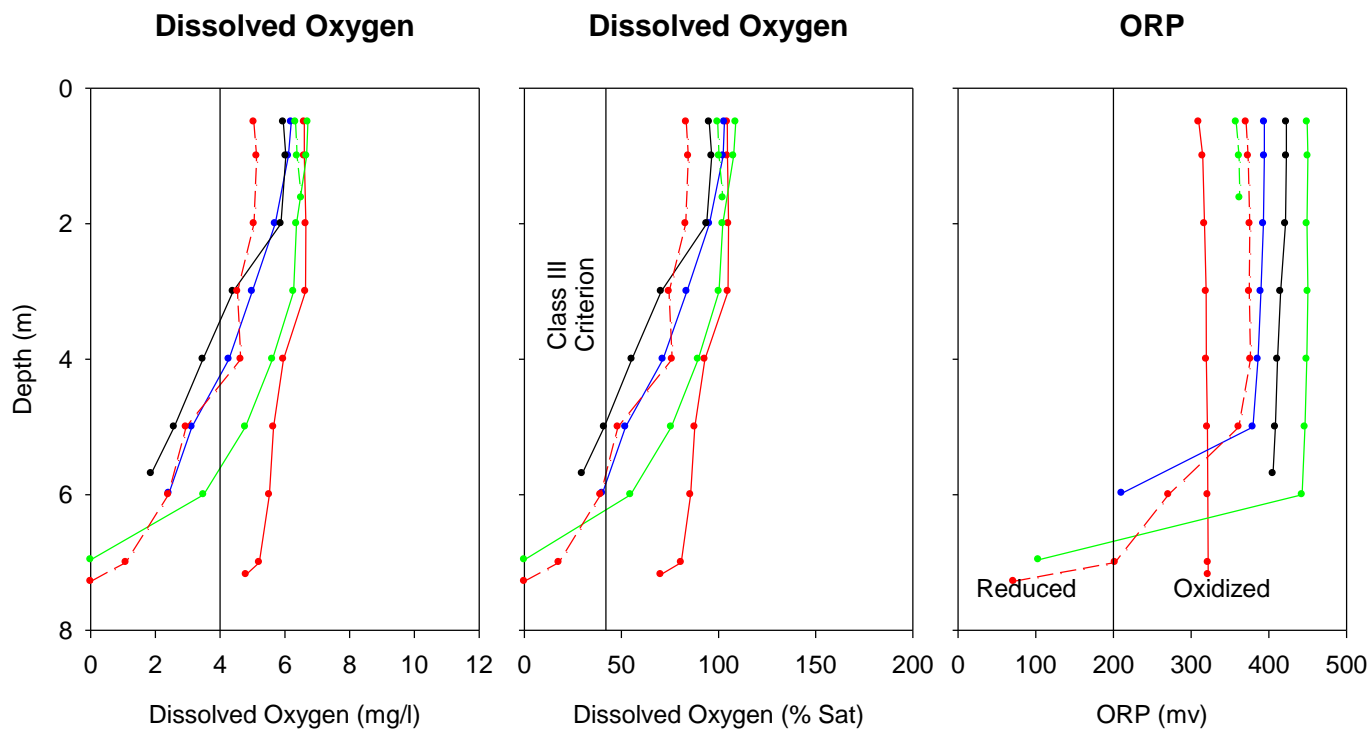 Dissolved Oxygen
Dissolved Oxygen
ORP
Depth (m)
0
2
4
6
8
0
2
4
6
8
10
12
Dissolved Oxygen (mg/l)
Class III
Criterion
0
50
100
150
200
Dissolved Oxygen (% Sat)
Reduced
Oxidized
0
100
200
300
400
500
ORP (mv)